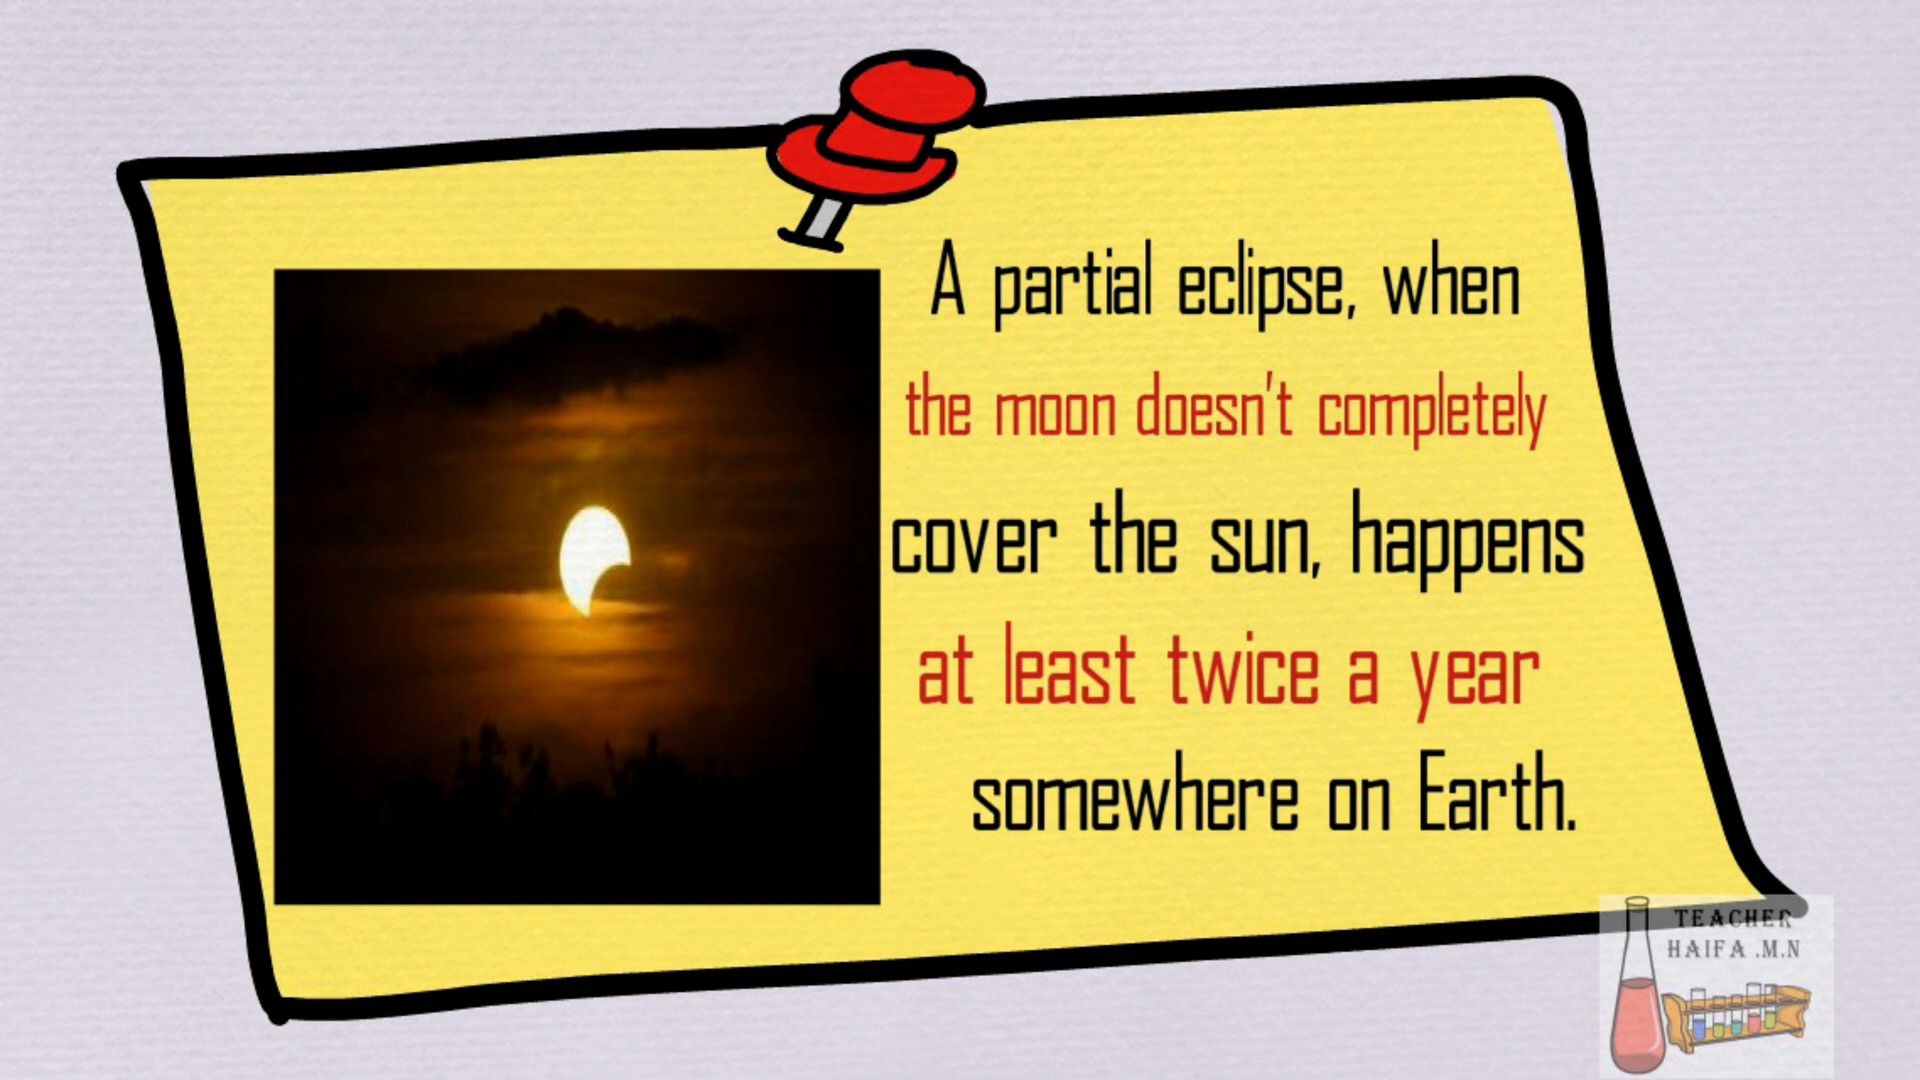 A partial eclipse, when
the moon doesn't completely
cover the sun, happens
at least twice a year
somewhere on Earth.
TEACHER
HAIFA .M.N